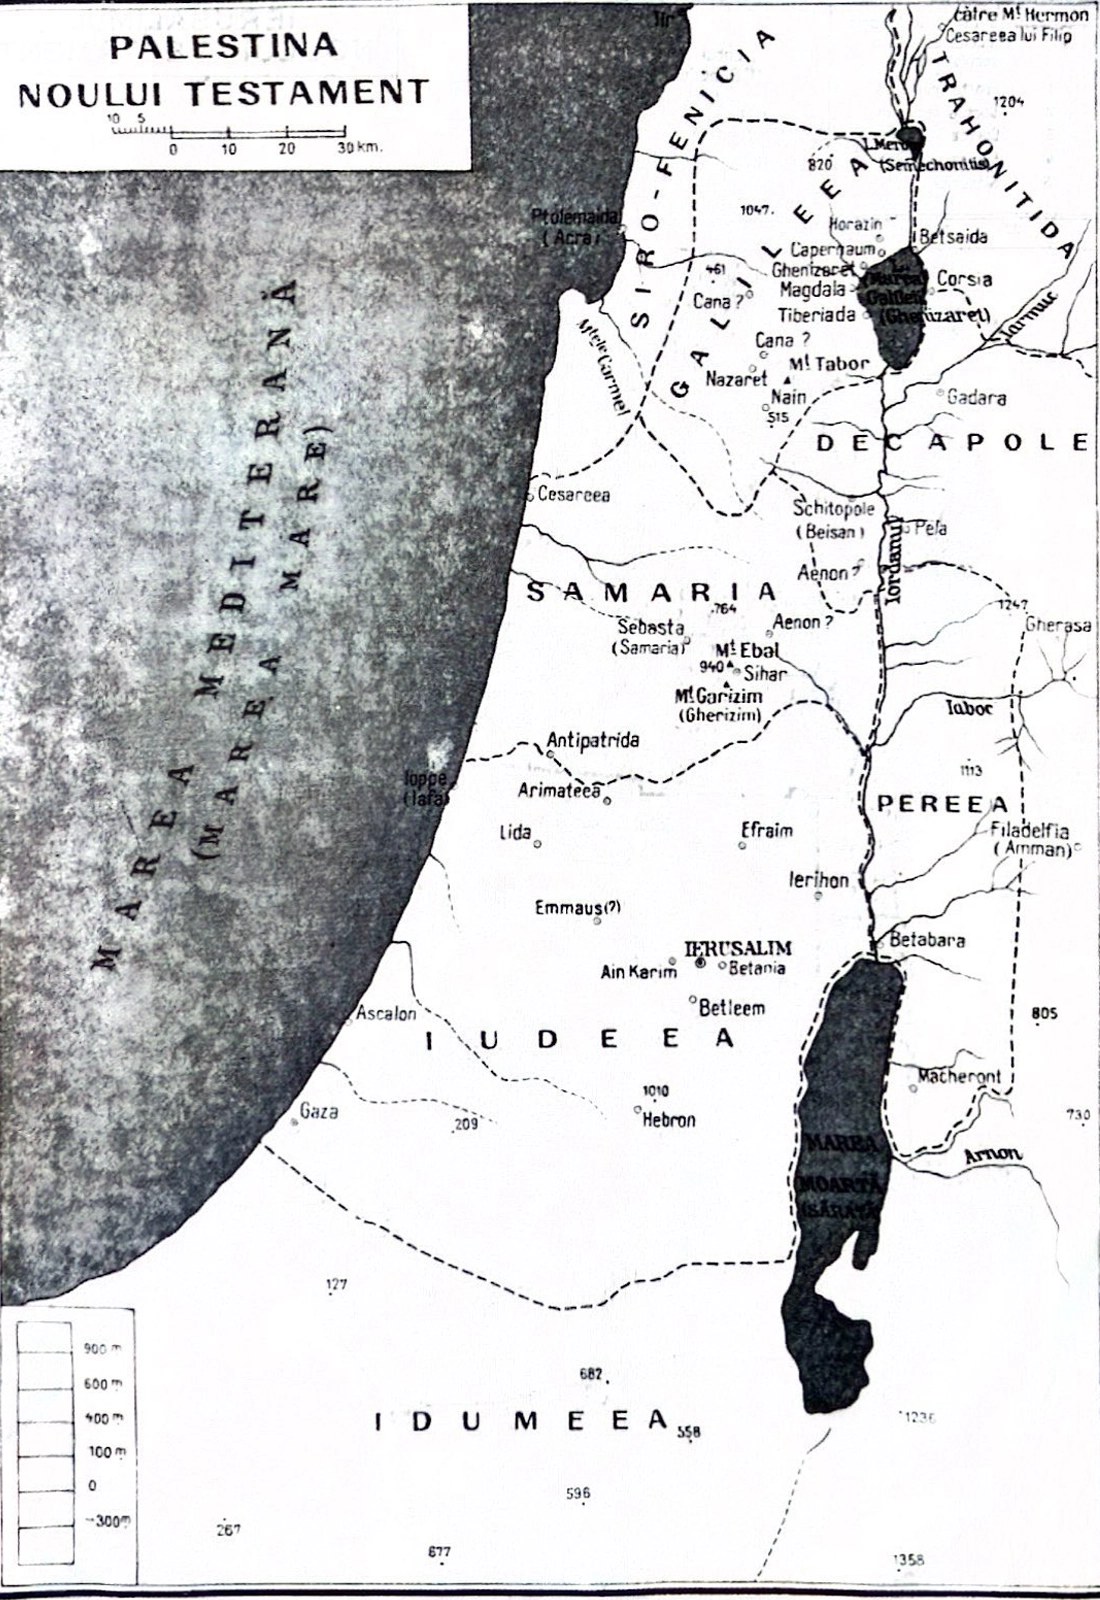 PALESTINA
NOULUI TESTAMENT
10 5
0 10 20 30 km.
Tir
către Mt Hermon
Cesareea lui Filip
TRAHONITIDA
1204
SIRO-FENICIA
L.Merom
(Semechonitis)
820
GALILEEA
1047.
Ptolemaida
(Acra)
Horazin
Betsaida
Capernaum
Ghenizaret
461
Magdala
Corsia
Cana ?
L.
(Marea)
Galileii
(Ghenizaret)
Tiberiada
Iarmuc
Mtele Carmel
Cana ?
Mt Tabor
Nazaret
Nain
515
Gadara
DECAPOLE
Cesareea
Schitopole
(Beisan)
Pela
Iordanul
Aenon ?
SAMARIA
.764
1247
Gherasa
Sebasta
(Samaria)
Aenon ?
Mt Ebal
940
Sihar
Mt Garizim
(Gherizim)
Iaboc
Antipatrida
Ioppe
(Iafa)
Arimateea
1113
PEREEA
Lida
Efraim
Filadelfia
(Amman)
Ierihon
Emmaus(?)
IERUSALIM
Betabara
Ain Karim
Betania
Betleem
Ascalon
805
IUDEEA
Macheront
1010
Hebron
Gaza
209
730
MAREA
MOARTĂ
(SĂRATĂ)
Arnon
MAREA MEDITERANĂ
(MAREA MARE)
127
682
IDUMEEA
558
1236
596
267
677
1358
900 m
600 m
400 m
100 m
0
-300m